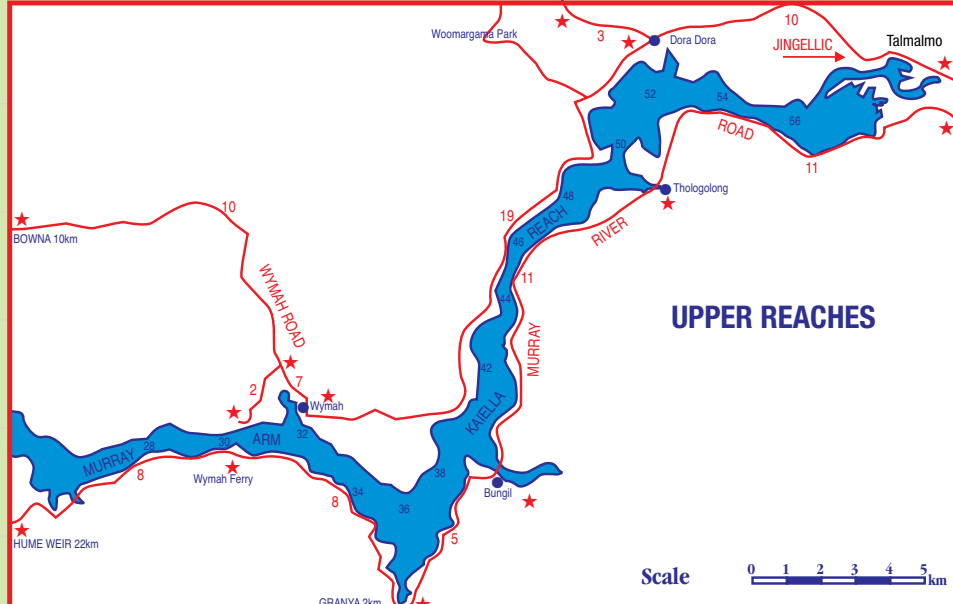 10
Woomargama Park
3
Dora Dora
JINGELLIC
Talmalmo
52
54
56
ROAD
11
50
Thologolong
48
REACH
19
46
RIVER
10
BOWNA 10km
WYMAH ROAD
11
44
MURRAY
UPPER REACHES
42
2
7
Wymah
KAIELLA
ARM
32
30
28
MURRAY
8
Wymah Ferry
38
34
8
36
Bungil
5
HUME WEIR 22km
GRANYA 2km
Scale
0 1 2 3 4 5
km